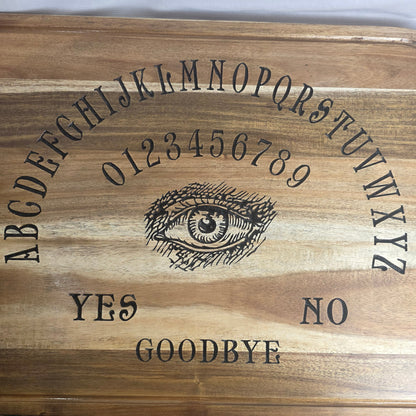 ABCDEFGHIJKLMNOPQRSTUVWXYZ
0123456789
YES NO
GOODBYE